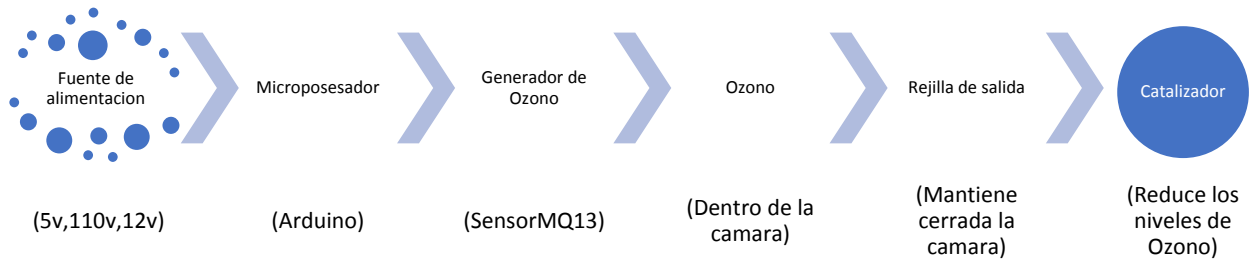 Fuente de
alimentacion
Microposesador
Generador de
Ozono
Ozono
Rejilla de salida
Catalizador
(5v,110v,12v)
(Arduino)
(SensorMQ13)
(Dentro de la
camara)
(Mantiene
cerrada la
camara)
(Reduce los
niveles de
Ozono)